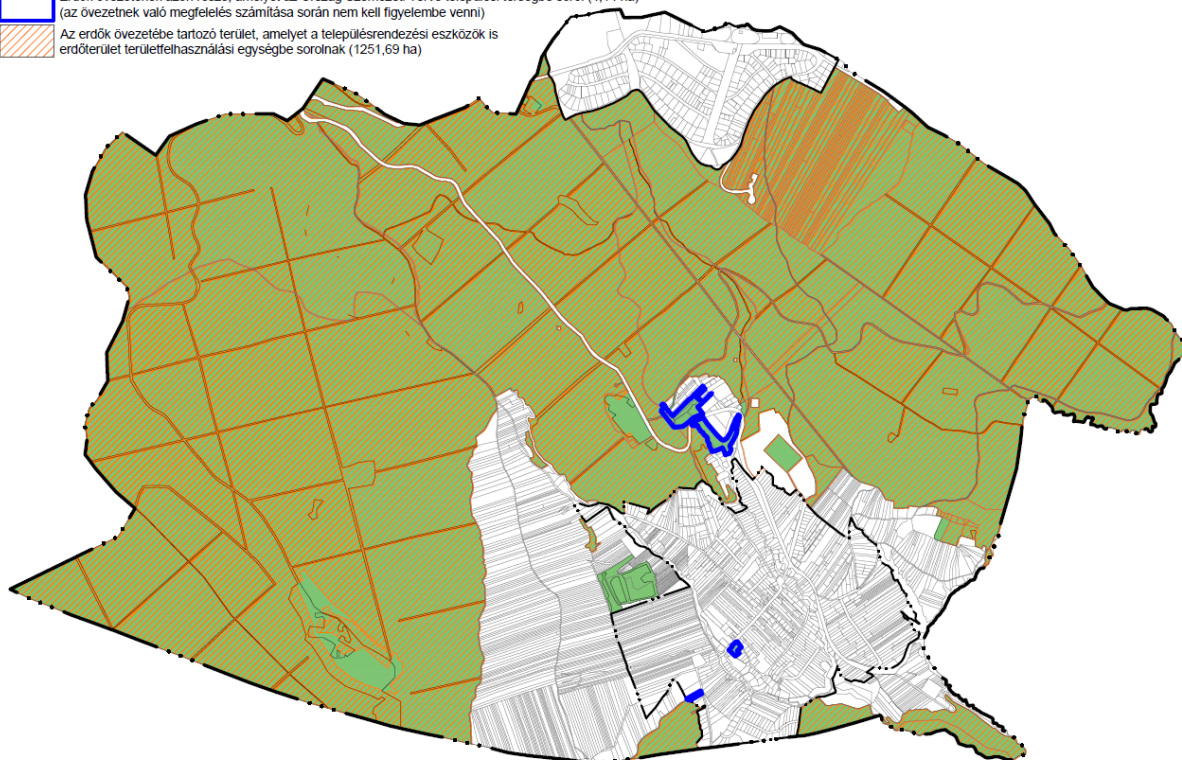 (az övezetnek való megfelelés számítása során nem kell figyelembe venni)
Az erdők övezetébe tartozó terület, amelyet a településrendezési eszközök is
erdőterület területfelhasználási egységbe sorolnak (1251,69 ha)